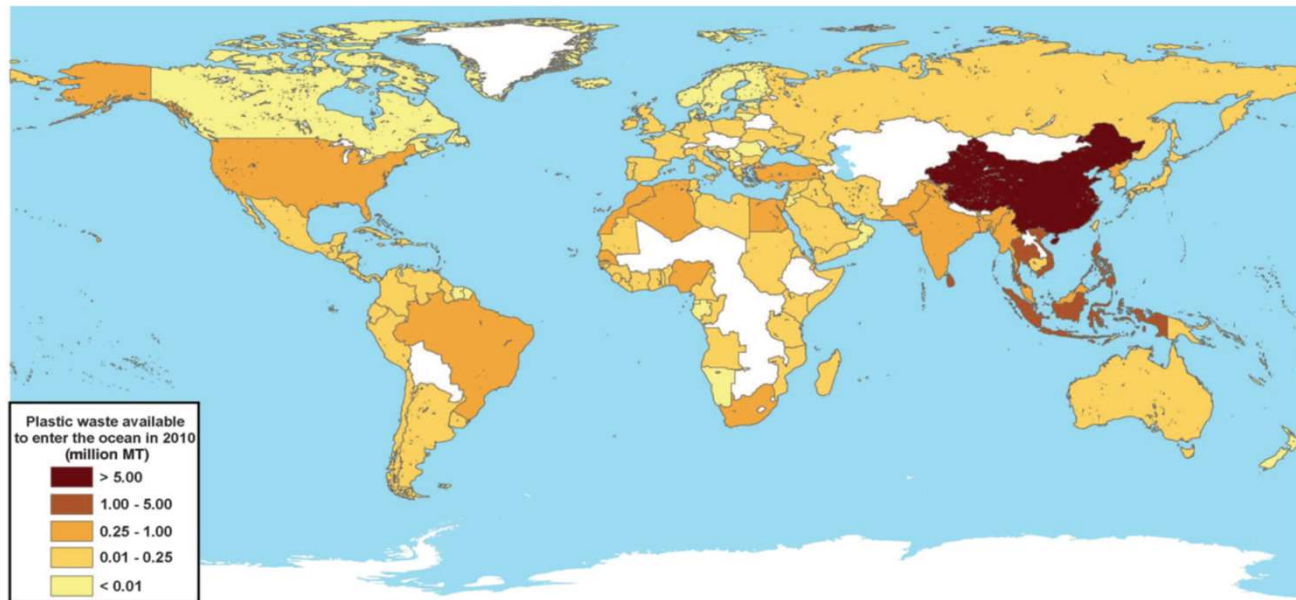 Plastic waste available
to enter the ocean in 2010
(million MT)
> 5.00
1.00 - 5.00
0.25 - 1.00
0.01 - 0.25
< 0.01